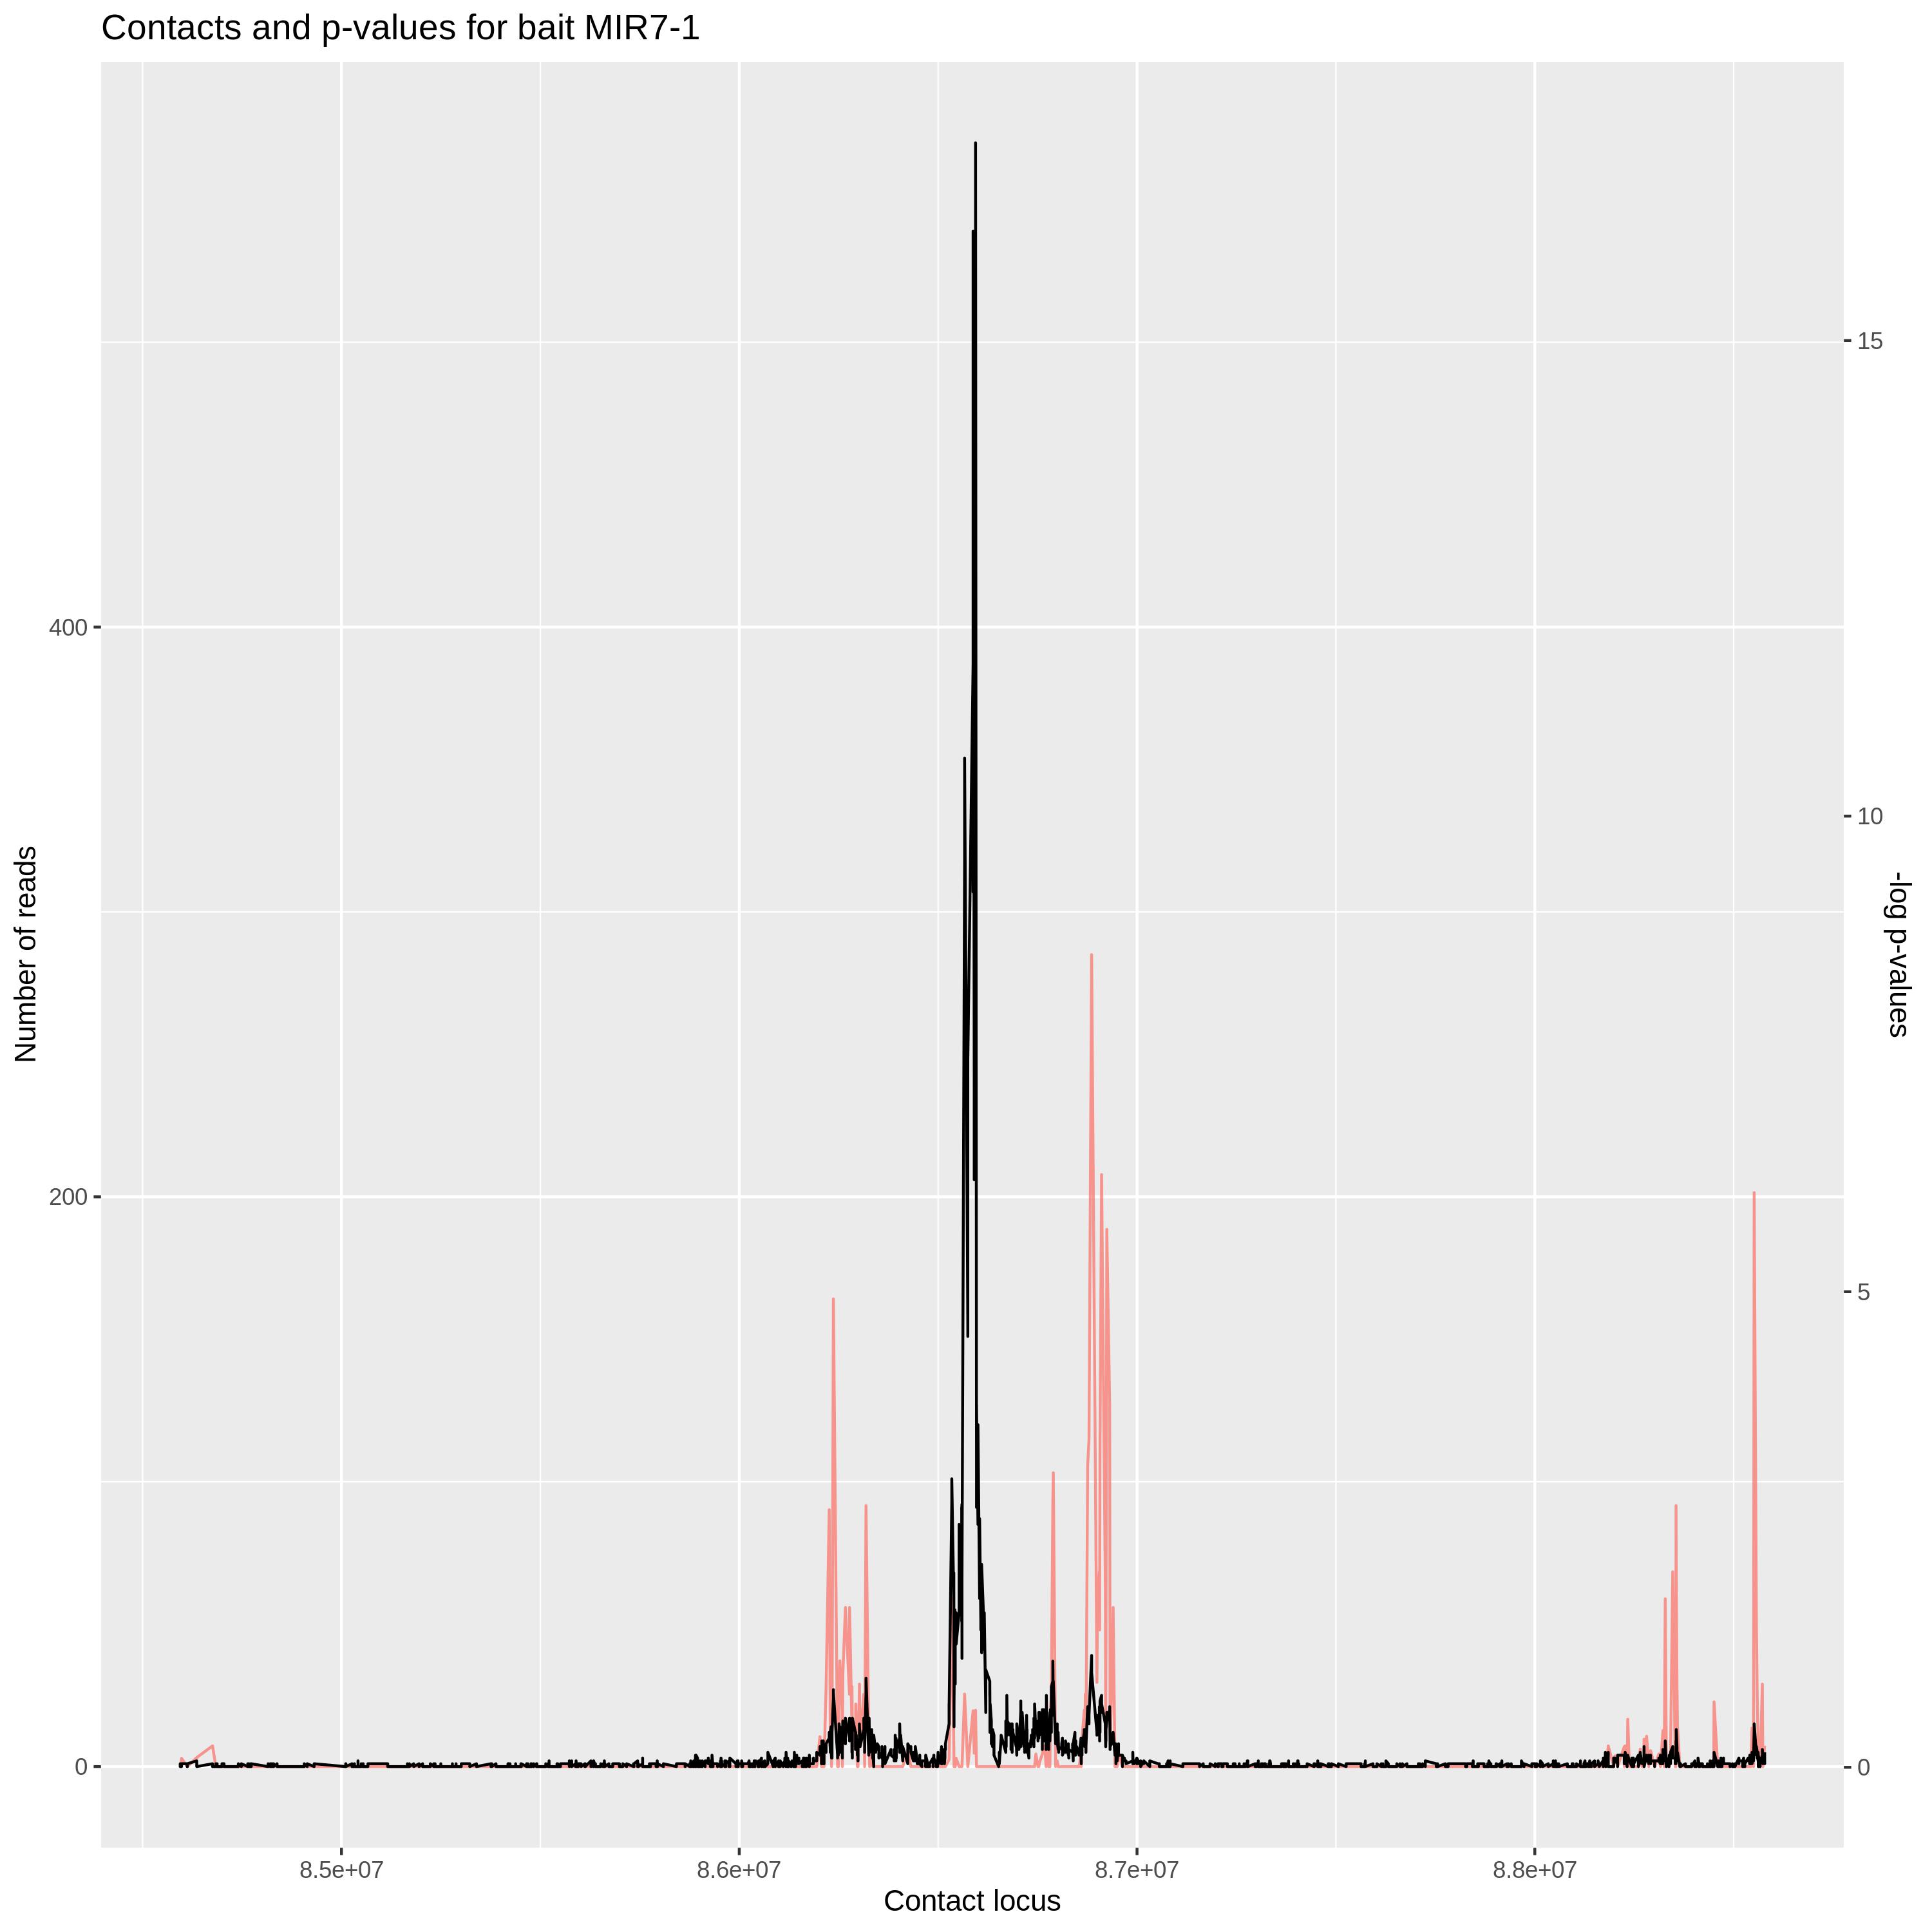 Contacts and p-values for bait MIR7-1
Number of reads
400
200
0
15
10
5
0
-log p-values
8.5e+07
8.6e+07
8.7e+07
8.8e+07
Contact locus